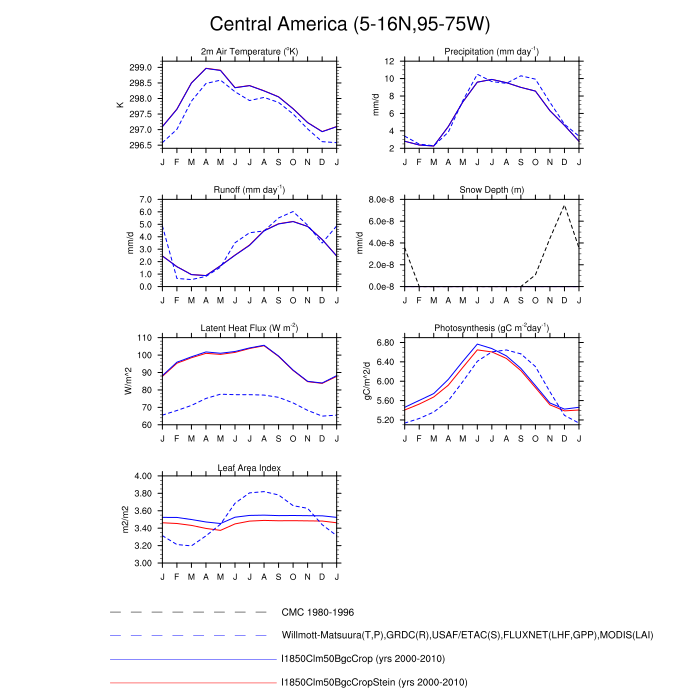 Central America (5-16N,95-75W)
2m Air Temperature (°K)
K
299.0
298.5
298.0
297.5
297.0
296.5
J F M A M J J A S O N D J
Precipitation (mm day-1)
mm/d
12
10
8
6
4
2
J F M A M J J A S O N D J
Runoff (mm day-1)
mm/d
7.0
6.0
5.0
4.0
3.0
2.0
1.0
0.0
J F M A M J J A S O N D J
Snow Depth (m)
mm/d
8.0e-8
6.0e-8
4.0e-8
2.0e-8
0.0e-8
J F M A M J J A S O N D J
Latent Heat Flux (W m-2)
W/m^2
110
100
90
80
70
60
J F M A M J J A S O N D J
Photosynthesis (gC m-2day-1)
gC/m^2/d
6.80
6.40
6.00
5.60
5.20
J F M A M J J A S O N D J
Leaf Area Index
m2/m2
4.00
3.80
3.60
3.40
3.20
3.00
J F M A M J J A S O N D J
CMC 1980-1996
Willmott-Matsuura(T,P),GRDC(R),USAF/ETAC(S),FLUXNET(LHF,GPP),MODIS(LAI)
I1850Clm50BgcCrop (yrs 2000-2010)
I1850Clm50BgcCropStein (yrs 2000-2010)